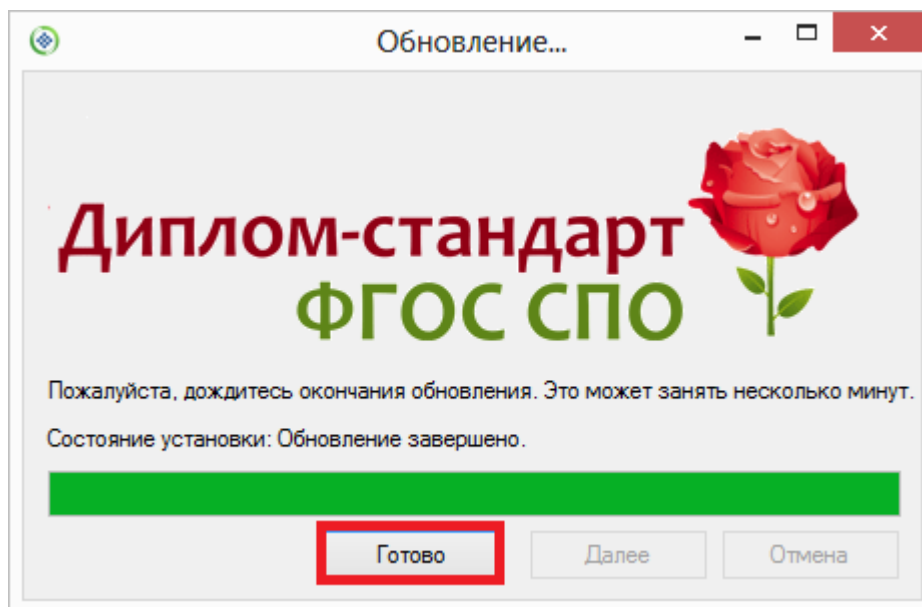 Обновление...
Диплом-стандарт
ФГОС СПО
Пожалуйста, дождитесь окончания обновления. Это может занять несколько минут.
Состояние установки: Обновление завершено.
Готово Далее Отмена